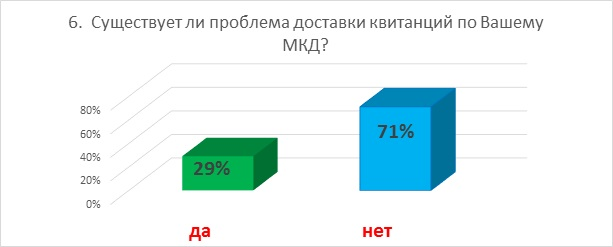 6. Существует ли проблема доставки квитанций по Вашему
МКД?
80%
60%
40%
20%
0%
29%
71%
да
нет